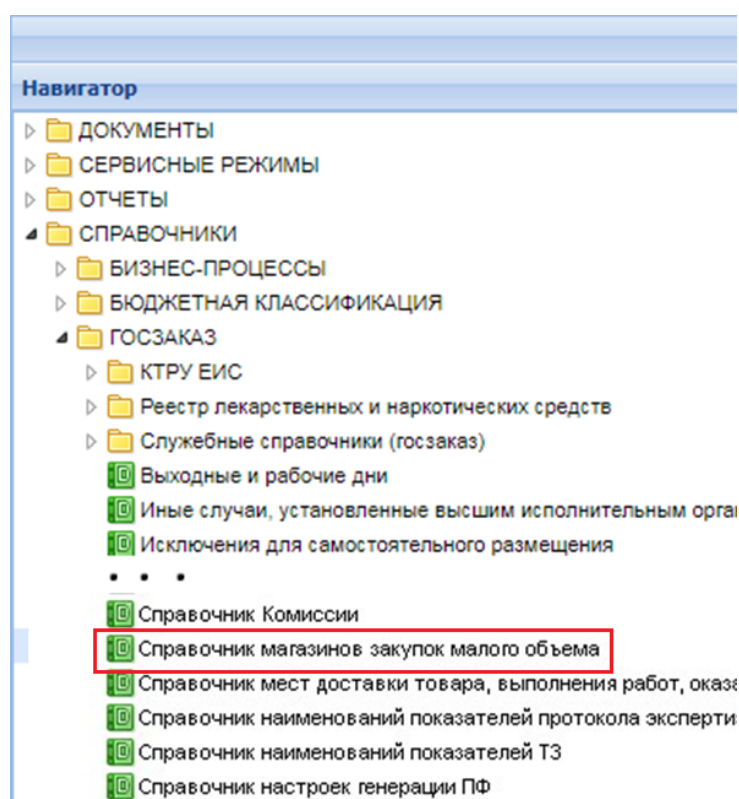 Навигатор
ДОКУМЕНТЫ
СЕРВИСНЫЕ РЕЖИМЫ
ОТЧЕТЫ
СПРАВОЧНИКИ
БИЗНЕС-ПРОЦЕССЫ
БЮДЖЕТНАЯ КЛАССИФИКАЦИЯ
ГОСЗАКАЗ
КТРУ ЕИС
Реестр лекарственных и наркотических средств
Служебные справочники (госзаказ)
Выходные и рабочие дни
Иные случаи, установленные высшим исполнительным орга
Исключения для самостоятельного размещения
• • •
Справочник Комиссии
Справочник магазинов закупок малого объема
Справочник мест доставки товара, выполнения работ, оказа
Справочник наименований показателей протокола эксперти
Справочник наименований показателей ТЗ
Справочник настроек генерации ПФ